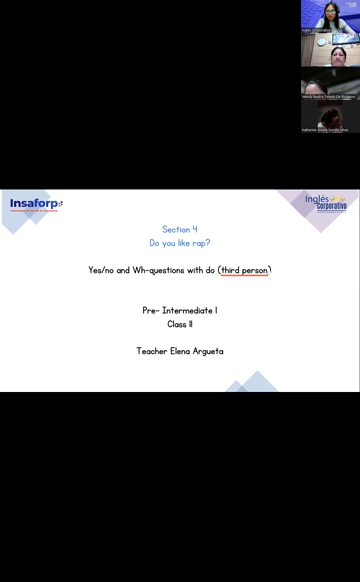 Insaforp
Inglés
Corporativo
Section 4
Do you like rap?
Yes/no and Wh-questions with do (third person)
Pre- Intermediate I
Class II
Teacher Elena Argueta